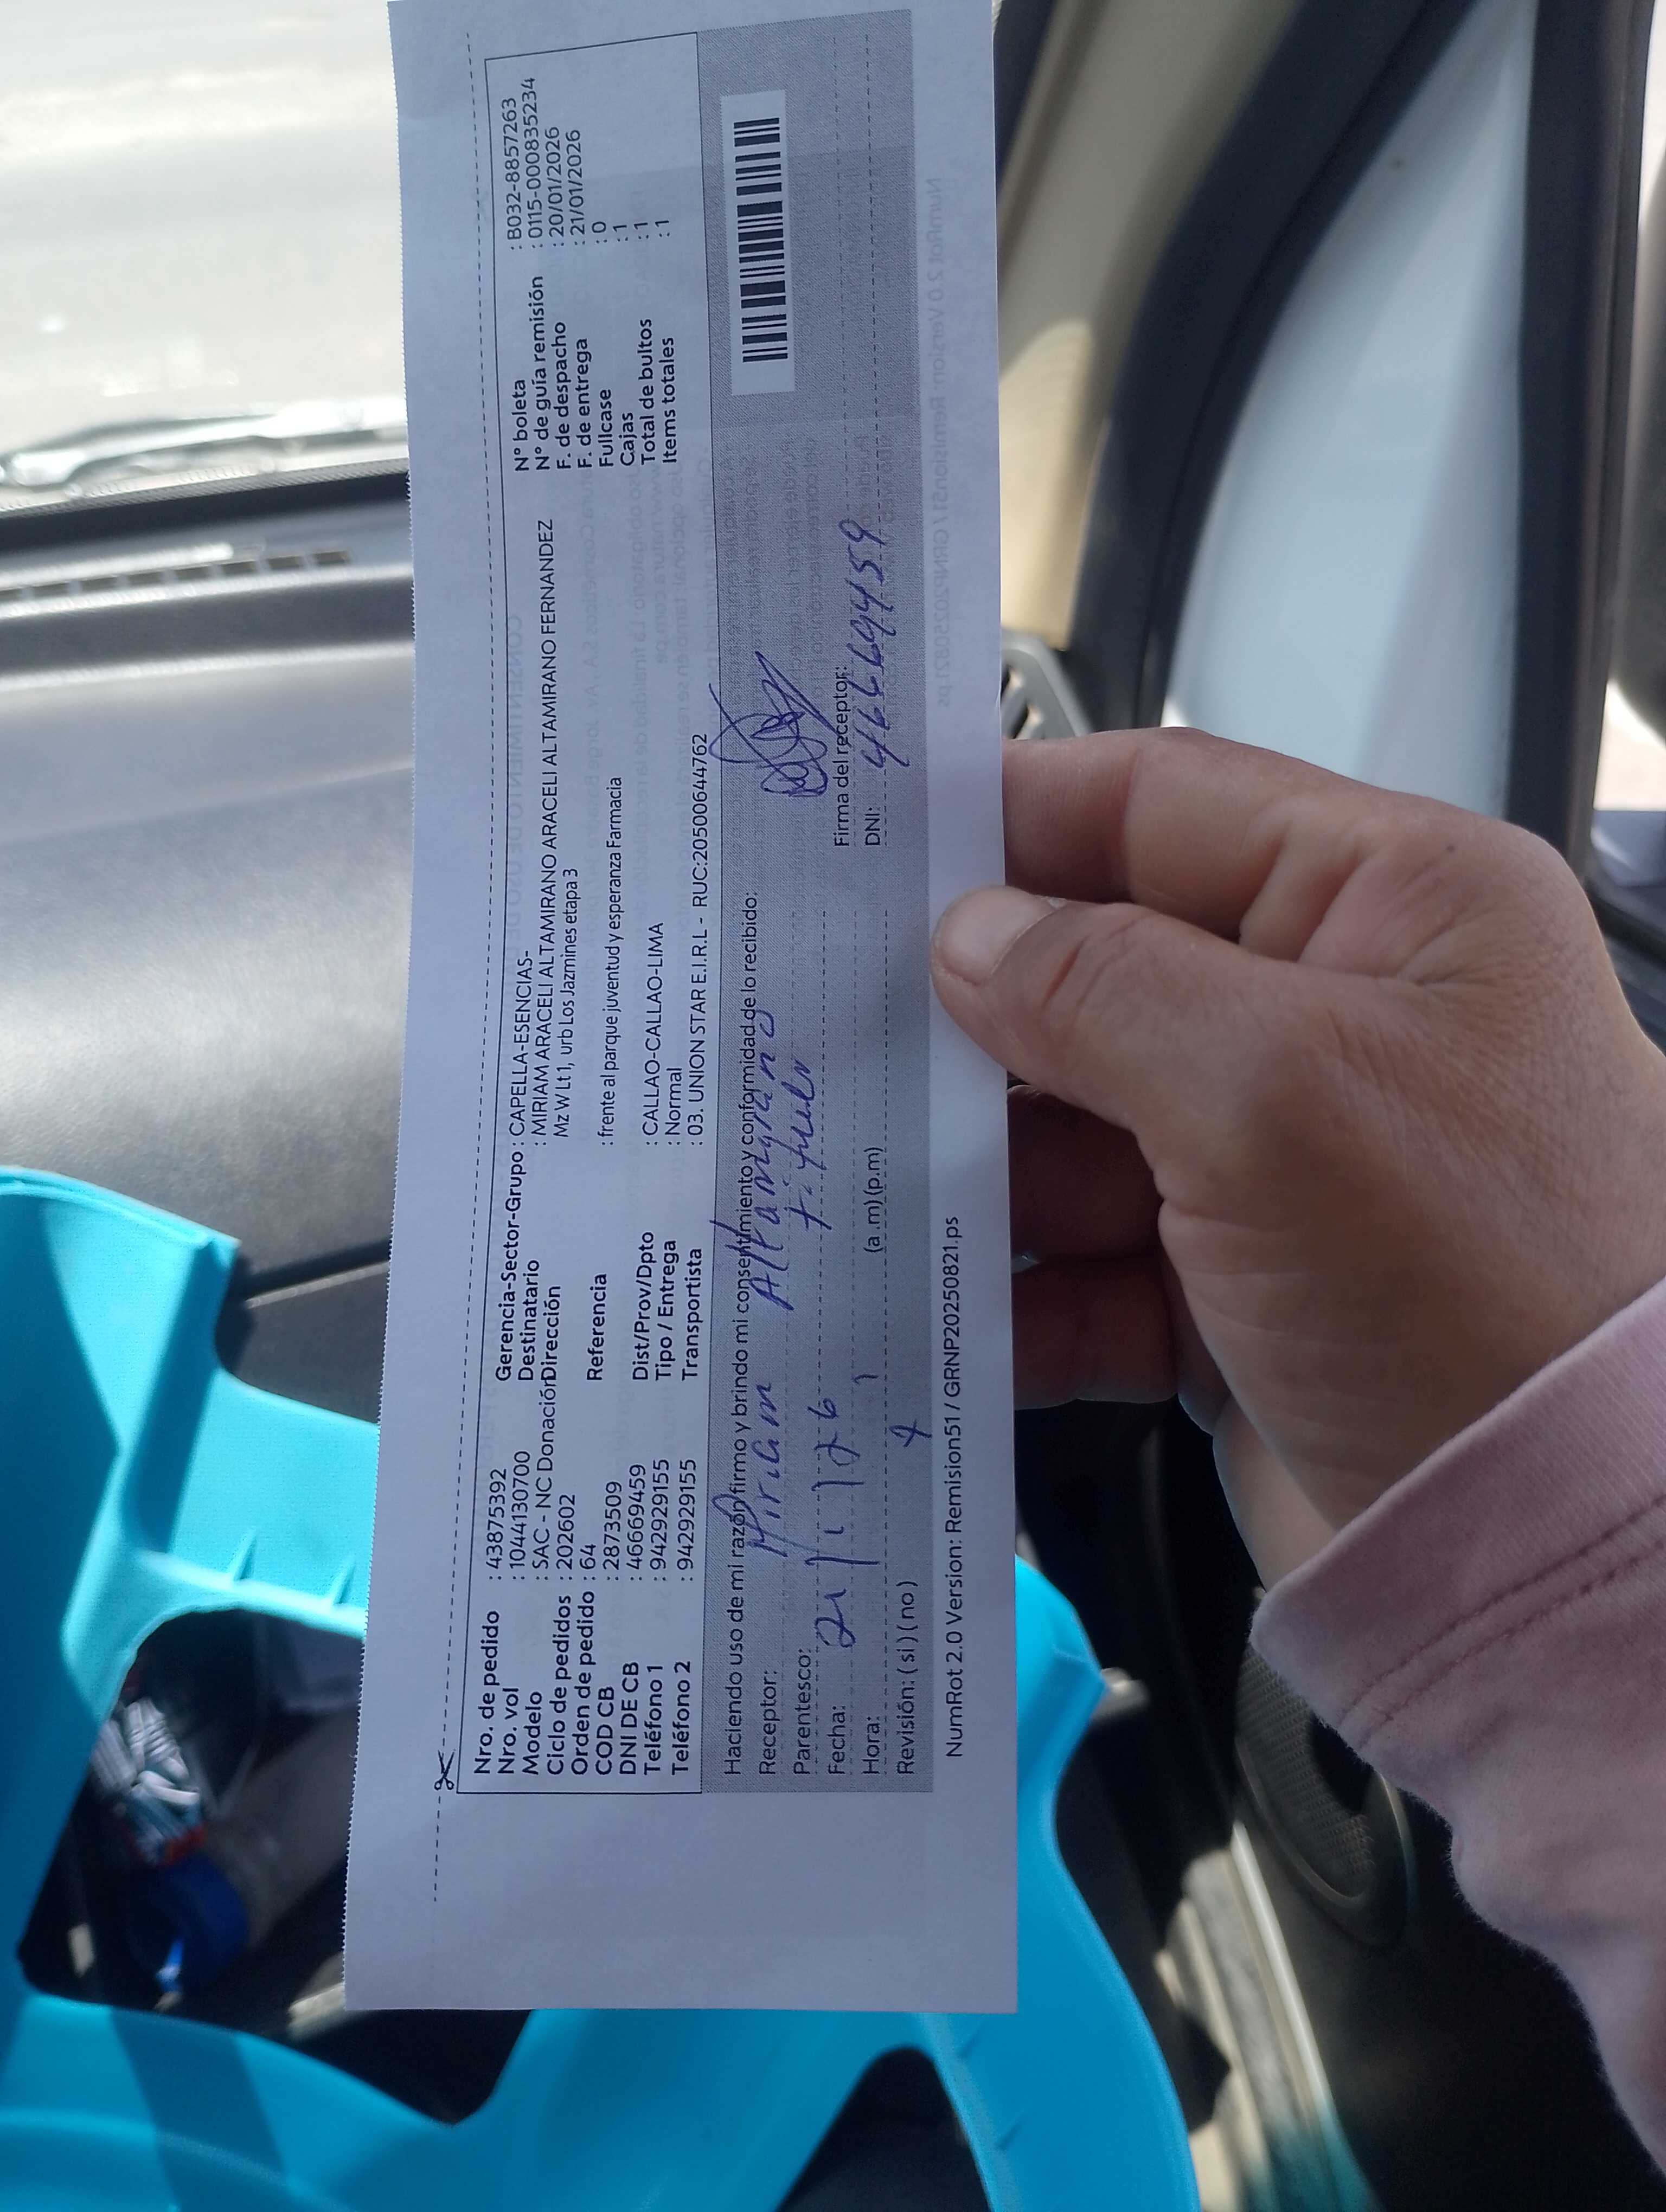 Nro. de pedido : 43875392
Nro. vol : 1044130700
Modelo : SAC - NC Donación
Ciclo de pedidos : 202602
Orden de pedido : 64
COD CB : 2873509
DNI DE CB : 46669459
Teléfono 1 : 942929155
Teléfono 2 : 942929155
Gerencia-Sector-Grupo : CAPELLA-ESENCIAS-
Destinatario : MIRIAM ARACELI ALTAMIRANO ARACELI ALTAMIRANO FERNANDEZ
Dirección Mz W Lt 1, urb Los Jazmines etapa 3
Referencia : frente al parque juventud y esperanza Farmacia
Dist/Prov/Dpto : CALLAO-CALLAO-LIMA
Tipo / Entrega : Normal
Transportista : 03. UNION STAR E.I.R.L - RUC:20500644762
N° boleta : B032-8857263
N° de guía remisión : 0115-0000835234
F. de despacho : 20/01/2026
F. de entrega : 21/01/2026
Fullcase : 0
Cajas : 1
Total de bultos : 1
Items totales : 1
Haciendo uso de mi razón firmo y brindo mi consentimiento y conformidad de lo recibido:
Receptor: Miriam Altamirano
Parentesco: titular
Fecha: 21/1/26
Hora: (a .m) (p.m)
Revisión: ( si ) ( no )
Firma del receptor:
DNI: 46669459
NumRot 2.0 Version: Remision51 / GRNP20250821.ps